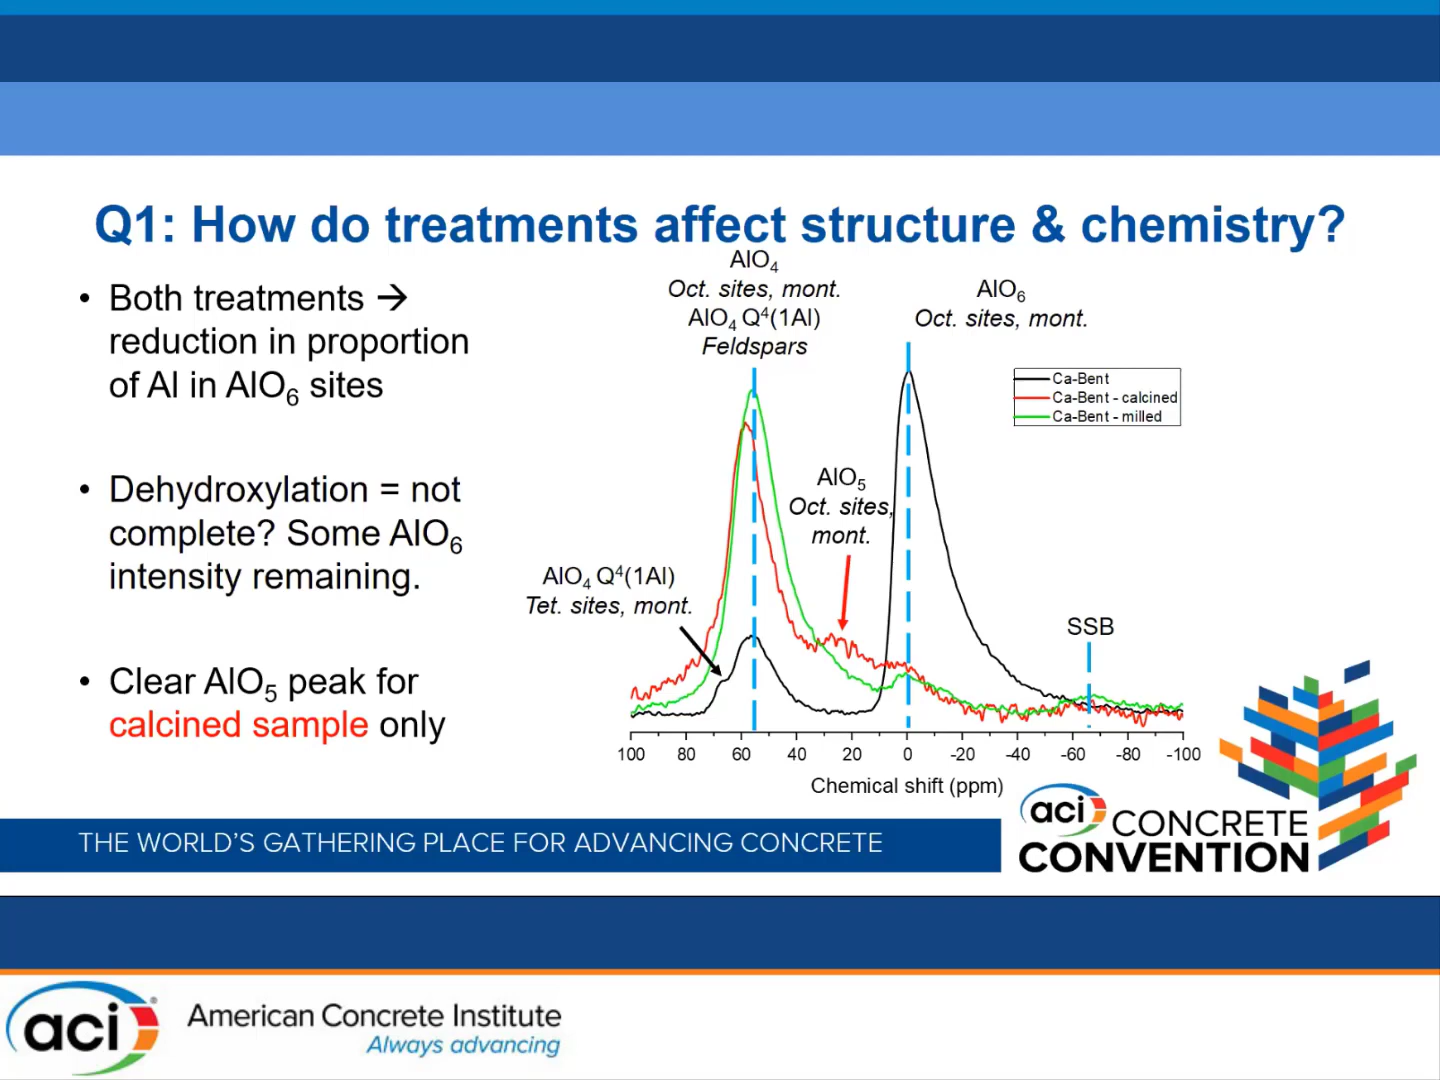 Q1: How do treatments affect structure & chemistry?
• Both treatments →
reduction in proportion
of Al in AlO6 sites
• Dehydroxylation = not
complete? Some AlO6
intensity remaining.
• Clear AlO5 peak for
calcined sample only
AlO4
Oct. sites, mont.
AlO4 Q4(1Al)
Feldspars
AlO6
Oct. sites, mont.
Ca-Bent
Ca-Bent - calcined
Ca-Bent - milled
AlO5
Oct. sites,
mont.
AlO4 Q4(1Al)
Tet. sites, mont.
SSB
100 80 60 40 20 0 -20 -40 -60 -80 -100
Chemical shift (ppm)
THE WORLD'S GATHERING PLACE FOR ADVANCING CONCRETE
aci CONCRETE
CONVENTION
aci
American Concrete Institute
Always advancing